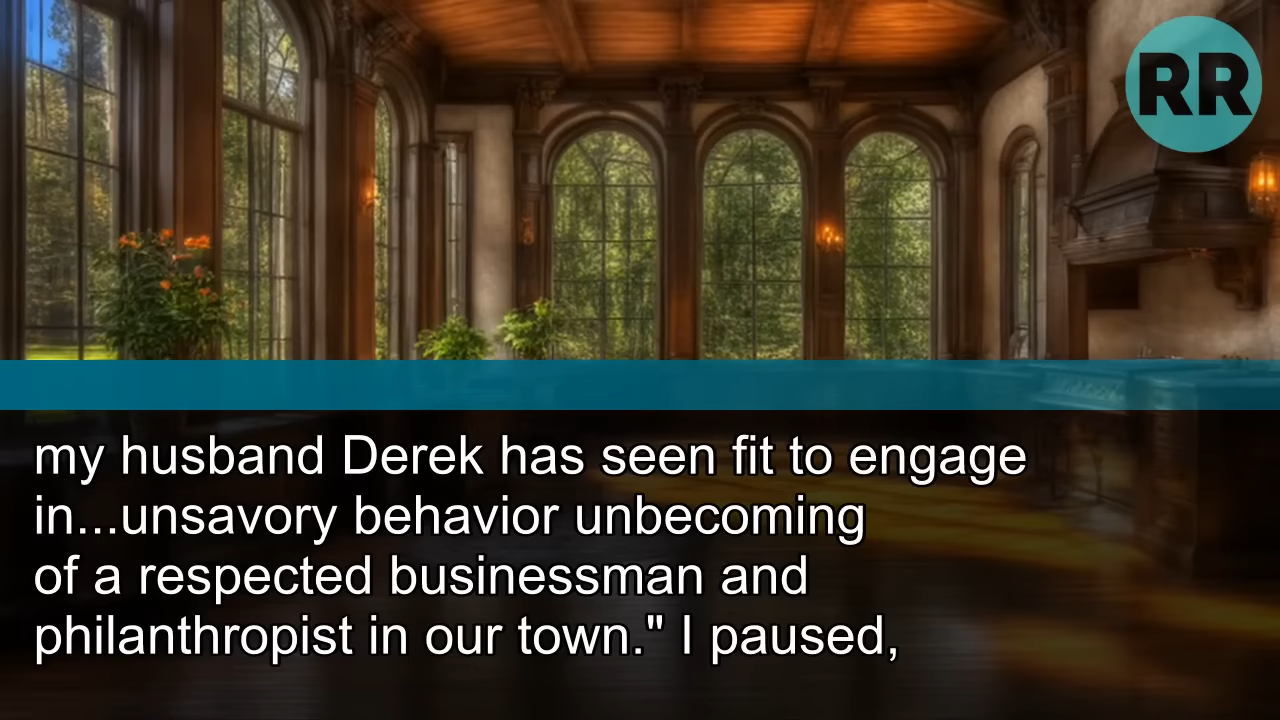 RR
my husband Derek has seen fit to engage
in...unsavory behavior unbecoming
of a respected businessman and
philanthropist in our town." I paused,